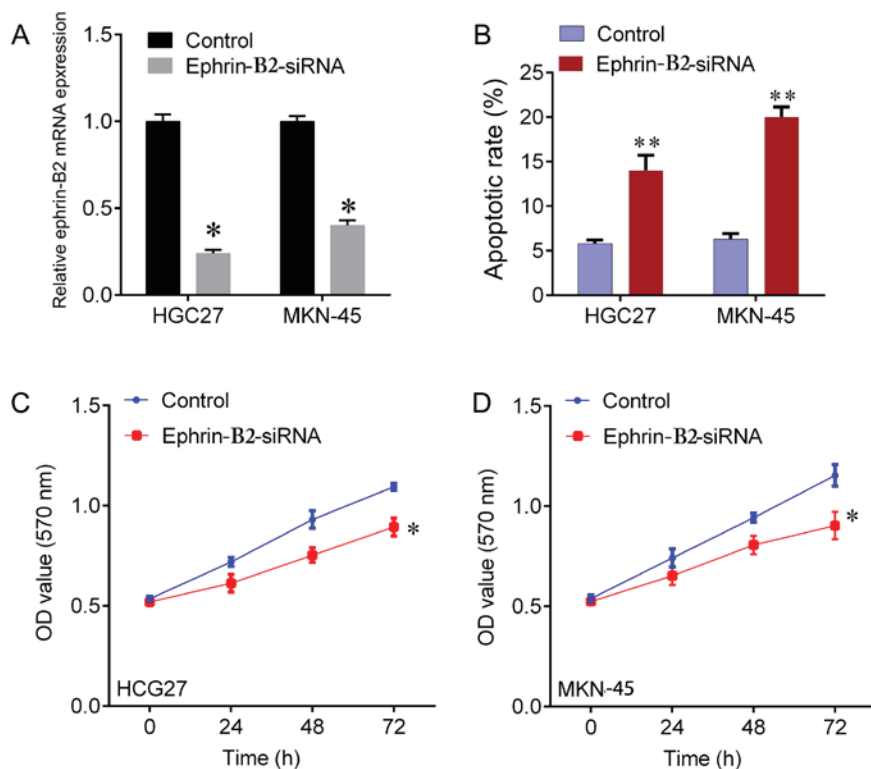 A
Control
Ephrin-B2-siRNA
Relative ephrin-B2 mRNA epxression
1.0
0.5
0.0
*
*
HGC27
MKN-45
B
Control
Ephrin-B2-siRNA
Apoptotic rate (%)
25
20
15
10
5
0
**
**
HGC27
MKN-45
C
Control
Ephrin-B2-siRNA
OD value (570 nm)
1.5
1.0
0.5
0.0
*
HCG27
0
24
48
72
Time (h)
D
Control
Ephrin-B2-siRNA
OD value (570 nm)
1.5
1.0
0.5
0.0
*
MKN-45
0
24
48
72
Time (h)